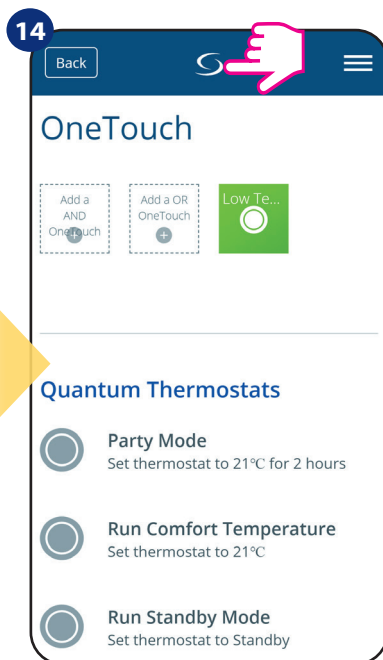 14
Back
OneTouch
Add a
AND
OneTouch
Add a OR
OneTouch
Low Te...
Quantum Thermostats
Party Mode
Set thermostat to 21°C for 2 hours
Run Comfort Temperature
Set thermostat to 21°C
Run Standby Mode
Set thermostat to Standby